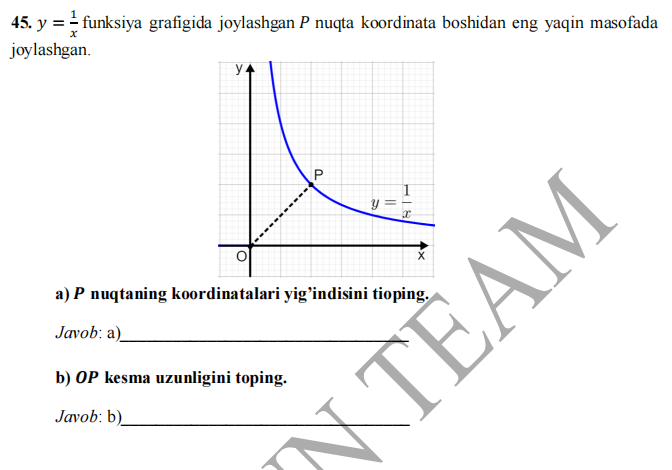 45. y = 1/x funksiya grafigida joylashgan P nuqta koordinata boshidan eng yaqin masofada
joylashgan.
y
P
y = 1/x
O
x
a) P nuqtaning koordinatalari yig’indisini tioping.
Javob: a)
b) OP kesma uzunligini toping.
Javob: b)
N TEAM